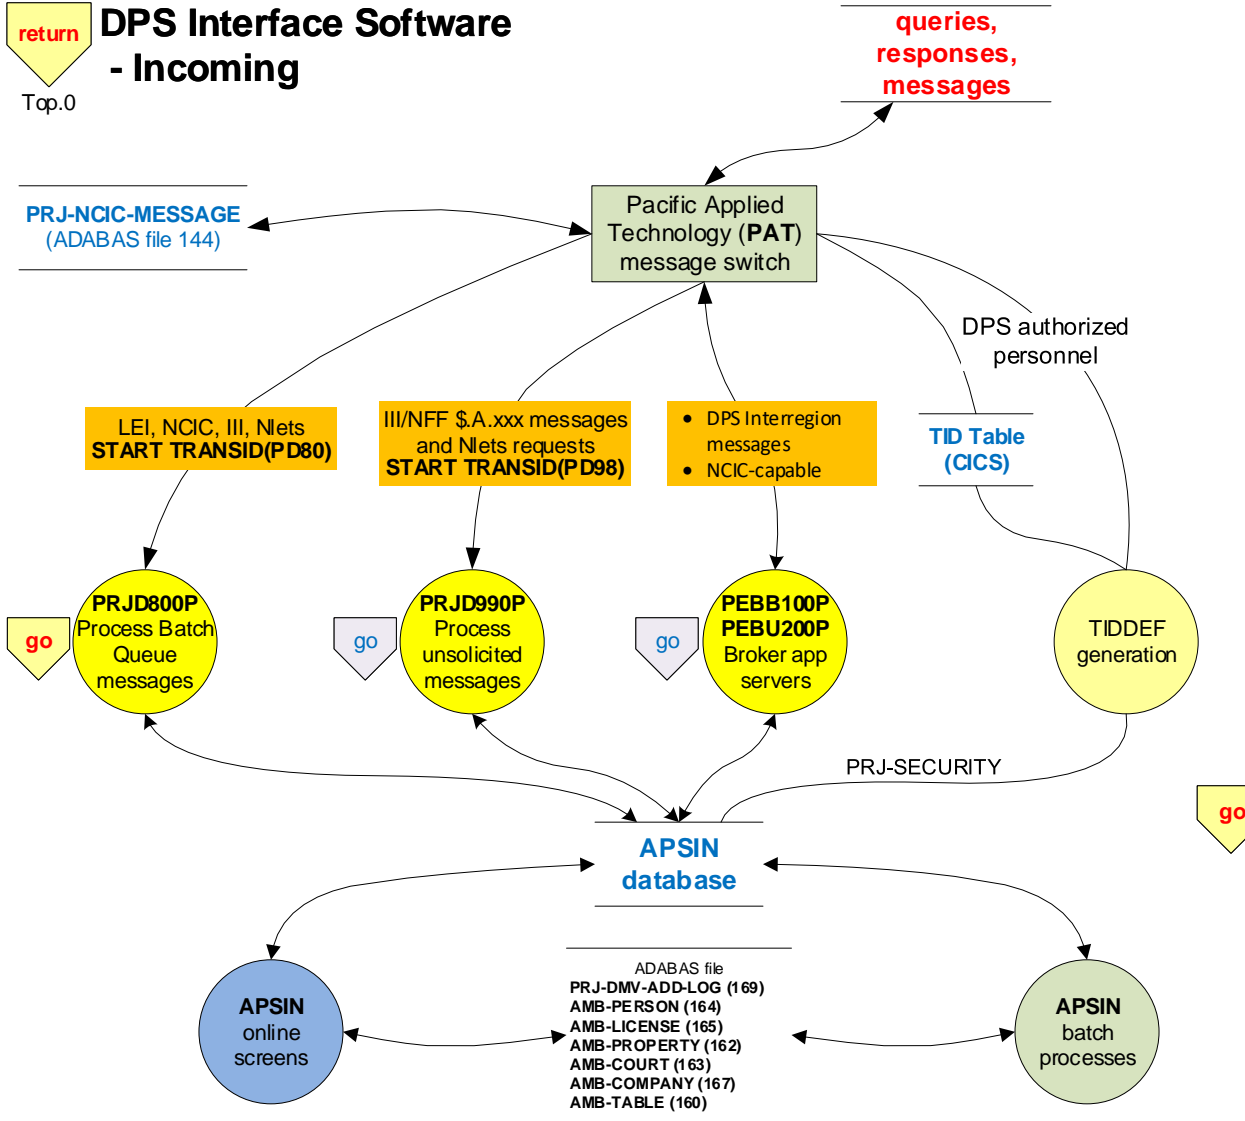 return
DPS Interface Software
- Incoming
Top.0
queries,
responses,
messages
PRJ-NCIC-MESSAGE
(ADABAS file 144)
Pacific Applied
Technology (PAT)
message switch
DPS authorized
personnel
LEI, NCIC, III, Nlets
START TRANSID(PD80)
III/NFF $.A.xxx messages
and Nlets requests
START TRANSID(PD98)
• DPS Interregion
messages
• NCIC-capable
TID Table
(CICS)
go
PRJD800P
Process Batch
Queue
messages
go
PRJD990P
Process
unsolicited
messages
go
PEBB100P
PEBU200P
Broker app
servers
TIDDEF
generation
PRJ-SECURITY
go
APSIN
database
APSIN
online
screens
ADABAS file
PRJ-DMV-ADD-LOG (169)
AMB-PERSON (164)
AMB-LICENSE (165)
AMB-PROPERTY (162)
AMB-COURT (163)
AMB-COMPANY (167)
AMB-TABLE (160)
APSIN
batch
processes